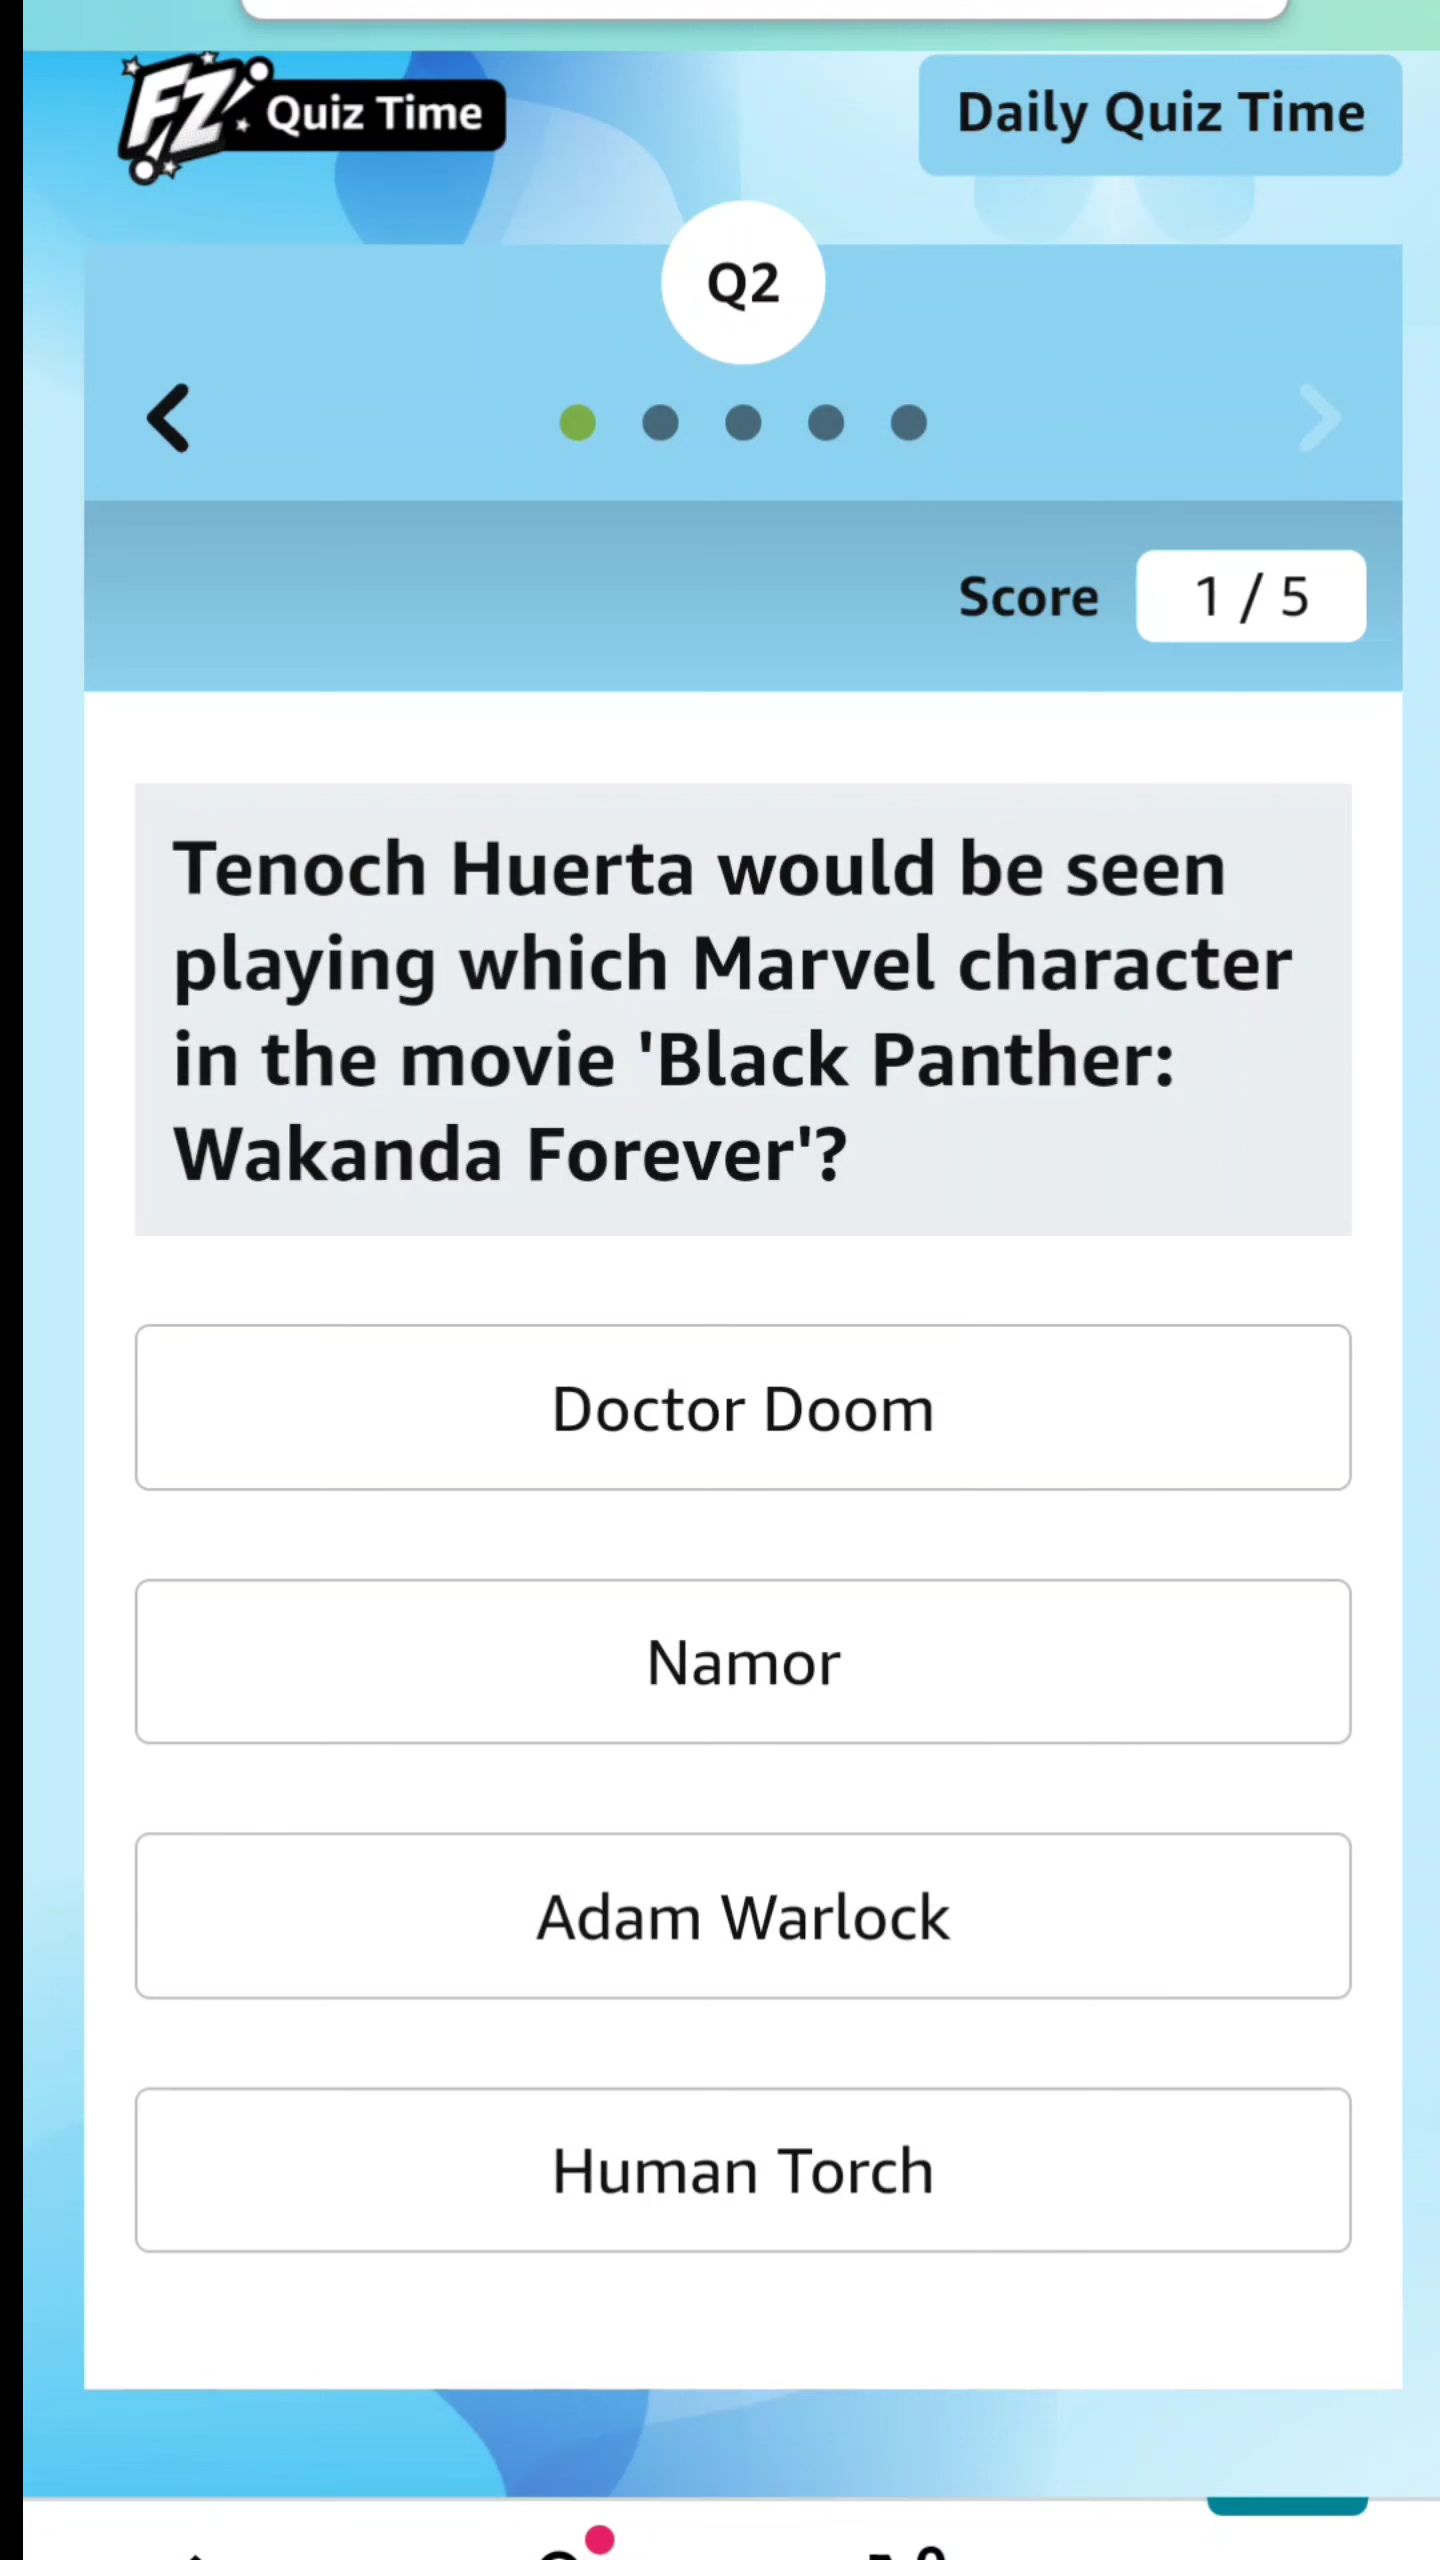 FZ Quiz Time
Daily Quiz Time
Q2
Score 1 / 5
Tenoch Huerta would be seen
playing which Marvel character
in the movie 'Black Panther:
Wakanda Forever'?
Doctor Doom
Namor
Adam Warlock
Human Torch